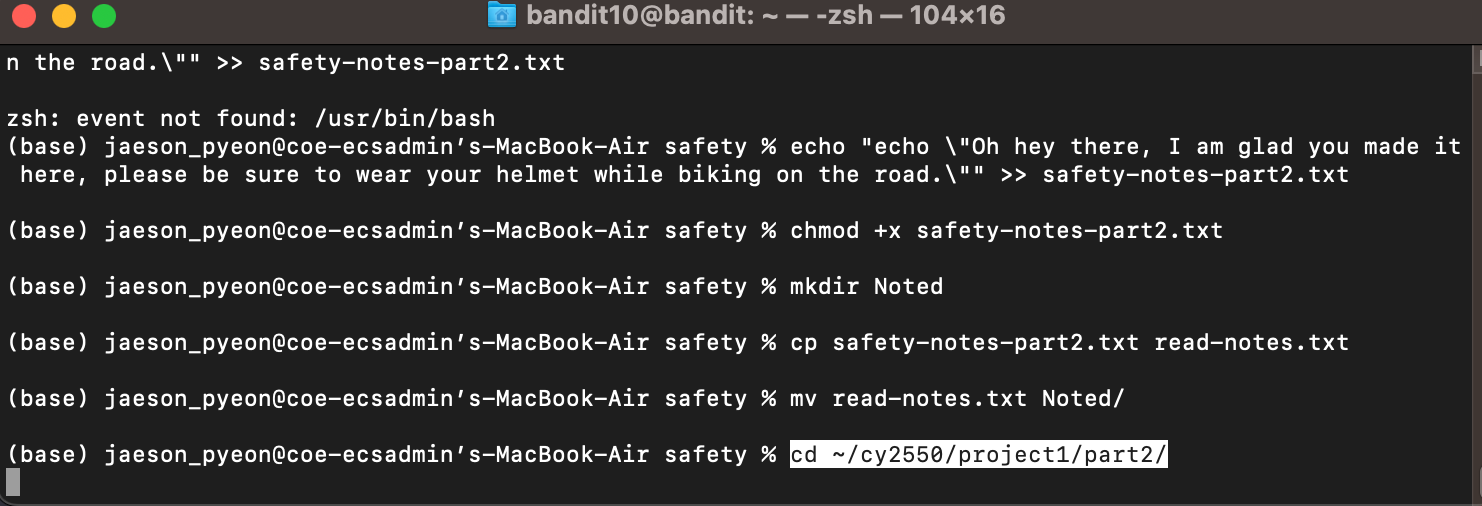 bandit10@bandit: ~ — -zsh — 104×16
n the road.\"" >> safety-notes-part2.txt
zsh: event not found: /usr/bin/bash
(base) jaeson_pyeon@coe-ecsadmin’s-MacBook-Air safety % echo "echo \"Oh hey there, I am glad you made it
 here, please be sure to wear your helmet while biking on the road.\"" >> safety-notes-part2.txt
(base) jaeson_pyeon@coe-ecsadmin’s-MacBook-Air safety % chmod +x safety-notes-part2.txt
(base) jaeson_pyeon@coe-ecsadmin’s-MacBook-Air safety % mkdir Noted
(base) jaeson_pyeon@coe-ecsadmin’s-MacBook-Air safety % cp safety-notes-part2.txt read-notes.txt
(base) jaeson_pyeon@coe-ecsadmin’s-MacBook-Air safety % mv read-notes.txt Noted/
(base) jaeson_pyeon@coe-ecsadmin’s-MacBook-Air safety % cd ~/cy2550/project1/part2/